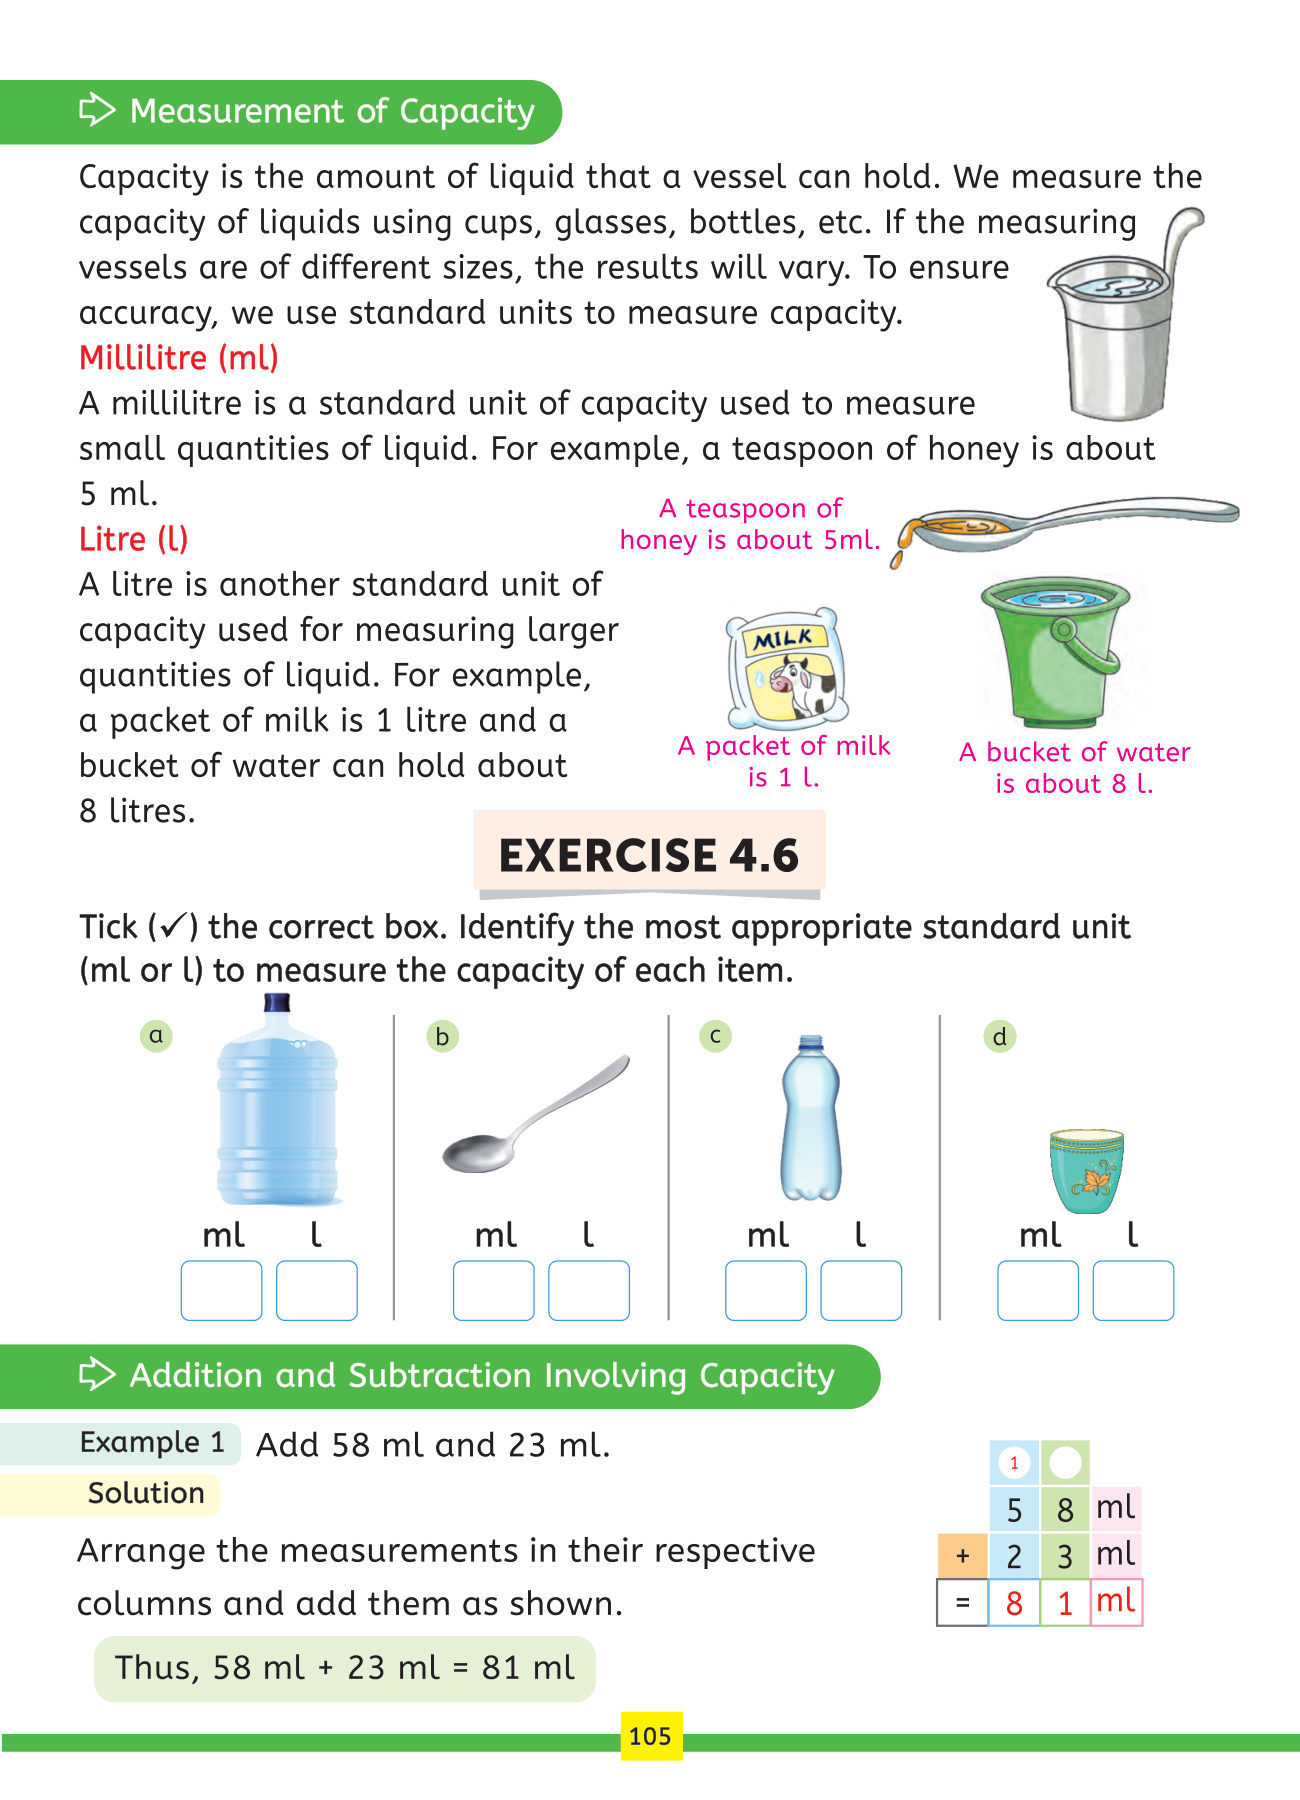 Measurement of Capacity
Capacity is the amount of liquid that a vessel can hold. We measure the
capacity of liquids using cups, glasses, bottles, etc. If the measuring
vessels are of different sizes, the results will vary. To ensure
accuracy, we use standard units to measure capacity.
Millilitre (ml)
A millilitre is a standard unit of capacity used to measure
small quantities of liquid. For example, a teaspoon of honey is about
5 ml.
A teaspoon of
honey is about 5ml.
Litre (l)
A litre is another standard unit of
capacity used for measuring larger
quantities of liquid. For example,
a packet of milk is 1 litre and a
bucket of water can hold about
8 litres.
MILK
A packet of milk
is 1 l.
A bucket of water
is about 8 l.
EXERCISE 4.6
Tick (✓) the correct box. Identify the most appropriate standard unit
(ml or l) to measure the capacity of each item.
a b c d
ml l ml l ml l ml l
Addition and Subtraction Involving Capacity
Example 1 Add 58 ml and 23 ml.
Solution
Arrange the measurements in their respective
columns and add them as shown.
Thus, 58 ml + 23 ml = 81 ml
1
5 8 ml
+ 2 3 ml
= 8 1 ml
105